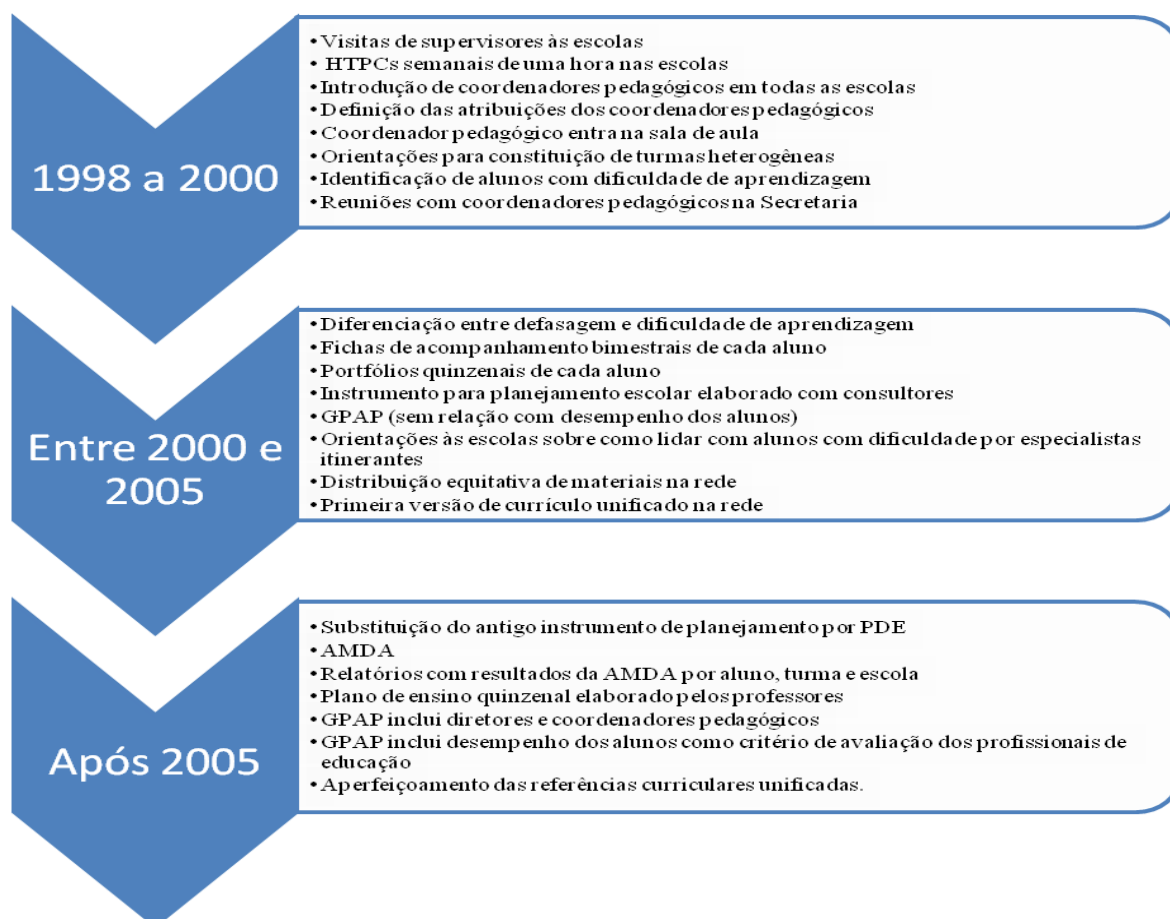 1998 a 2000
• Visitas de supervisores às escolas
• HTPCs semanais de uma hora nas escolas
• Introdução de coordenadores pedagógicos em todas as escolas
• Definição das atribuições dos coordenadores pedagógicos
• Coordenador pedagógico entra na sala de aula
• Orientações para constituição de turmas heterogêneas
• Identificação de alunos com dificuldade de aprendizagem
• Reuniões com coordenadores pedagógicos na Secretaria
Entre 2000 e
2005
• Diferenciação entre defasagem e dificuldade de aprendizagem
• Fichas de acompanhamento bimestrais de cada aluno
• Portfólios quinzenais de cada aluno
• Instrumento para planejamento escolar elaborado com consultores
• GPAP (sem relação com desempenho dos alunos)
• Orientações às escolas sobre como lidar com alunos com dificuldade por especialistas
itinerantes
• Distribuição equitativa de materiais na rede
• Primeira versão de currículo unificado na rede
Após 2005
• Substituição do antigo instrumento de planejamento por PDE
• AMDA
• Relatórios com resultados da AMDA por aluno, turma e escola
• Plano de ensino quinzenal elaborado pelos professores
• GPAP inclui diretores e coordenadores pedagógicos
• GPAP inclui desempenho dos alunos como critério de avaliação dos profissionais de
educação
• Aperfeiçoamento das referências curriculares unificadas.